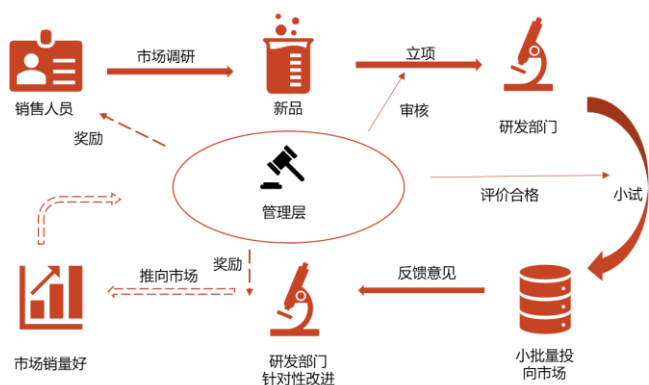 市场调研
立项
销售人员
新品
审核
研发部门
奖励
管理层
评价合格
小试
奖励
推向市场
反馈意见
市场销量好
研发部门
针对性改进
小批量投
向市场